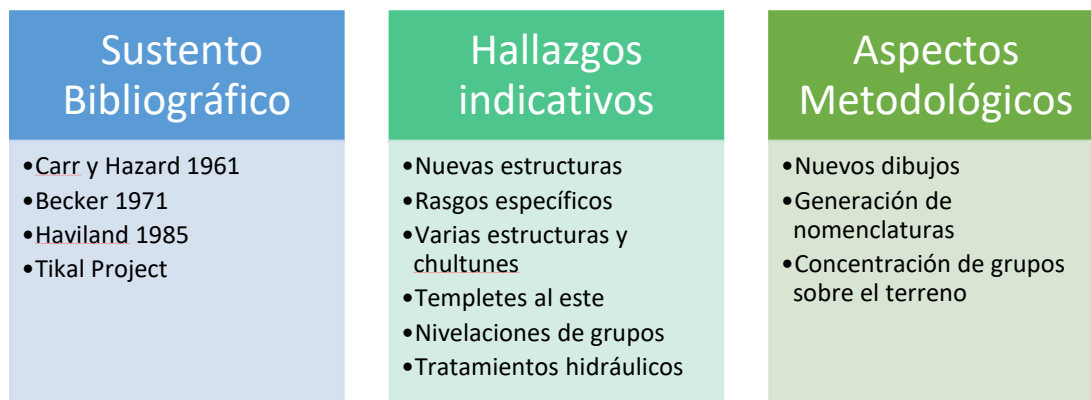 Sustento
Bibliográfico
•Carr y Hazard 1961
•Becker 1971
•Haviland 1985
•Tikal Project
Hallazgos
indicativos
•Nuevas estructuras
•Rasgos específicos
•Varias estructuras y
chultunes
•Templetes al este
•Nivelaciones de grupos
•Tratamientos hidráulicos
Aspectos
Metodológicos
•Nuevos dibujos
•Generación de
nomenclaturas
•Concentración de grupos
sobre el terreno